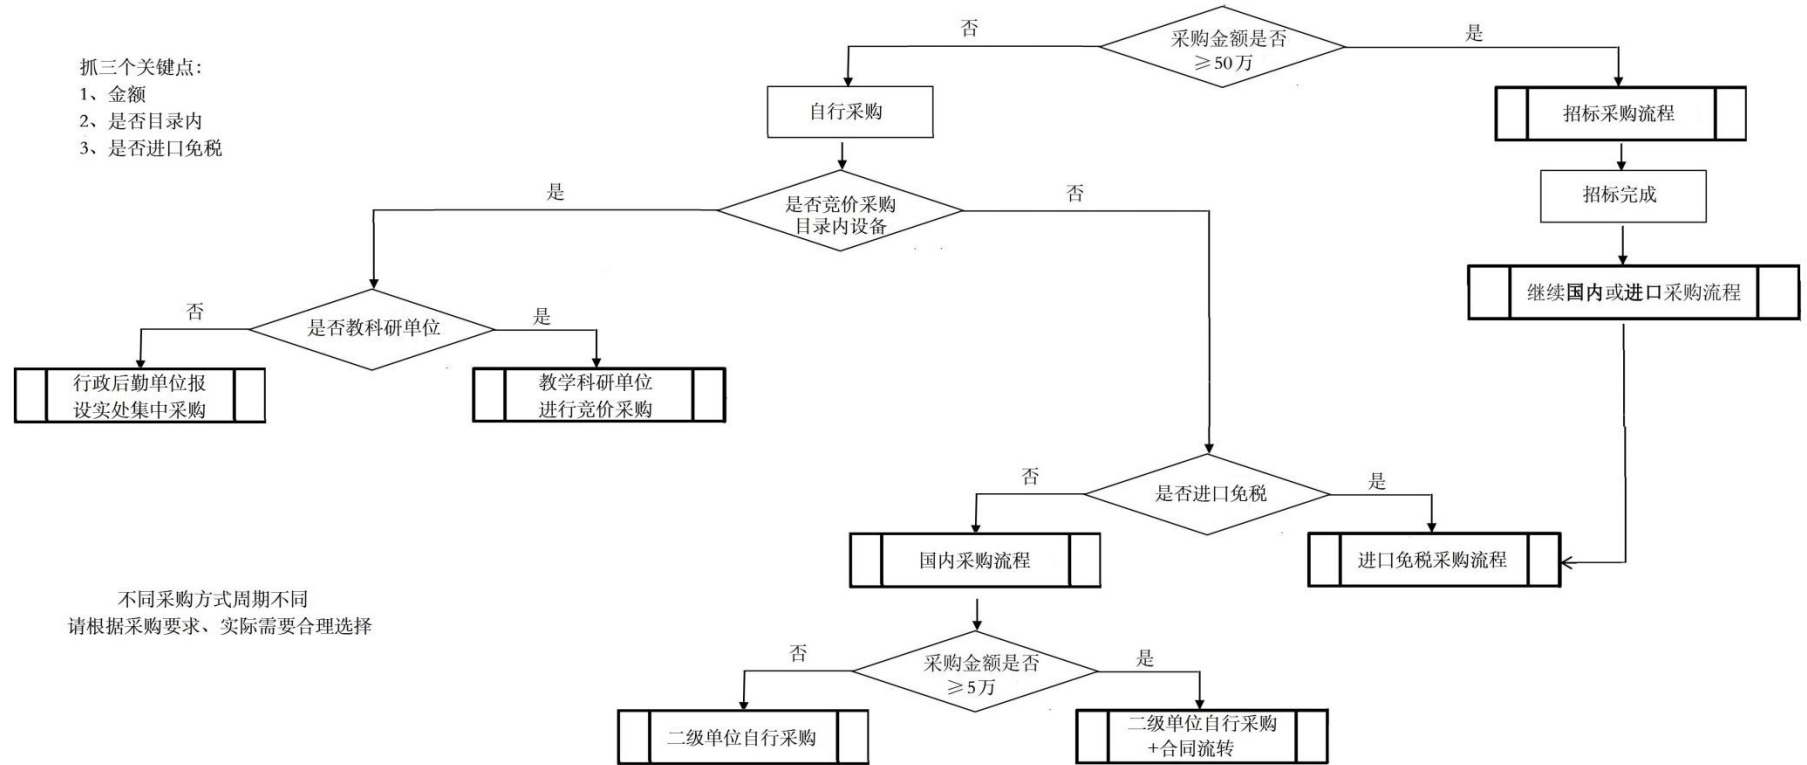 采购金额是否
≥50万
否
是
抓三个关键点：
1、金额
2、是否目录内
3、是否进口免税
自行采购
招标采购流程
是否竞价采购
目录内设备
是
否
招标完成
继续国内或进口采购流程
是否教科研单位
否
是
行政后勤单位报
设实处集中采购
教学科研单位
进行竞价采购
是否进口免税
否
是
国内采购流程
进口免税采购流程
不同采购方式周期不同
请根据采购要求、实际需要合理选择
采购金额是否
≥5万
否
是
二级单位自行采购
二级单位自行采购
+合同流转